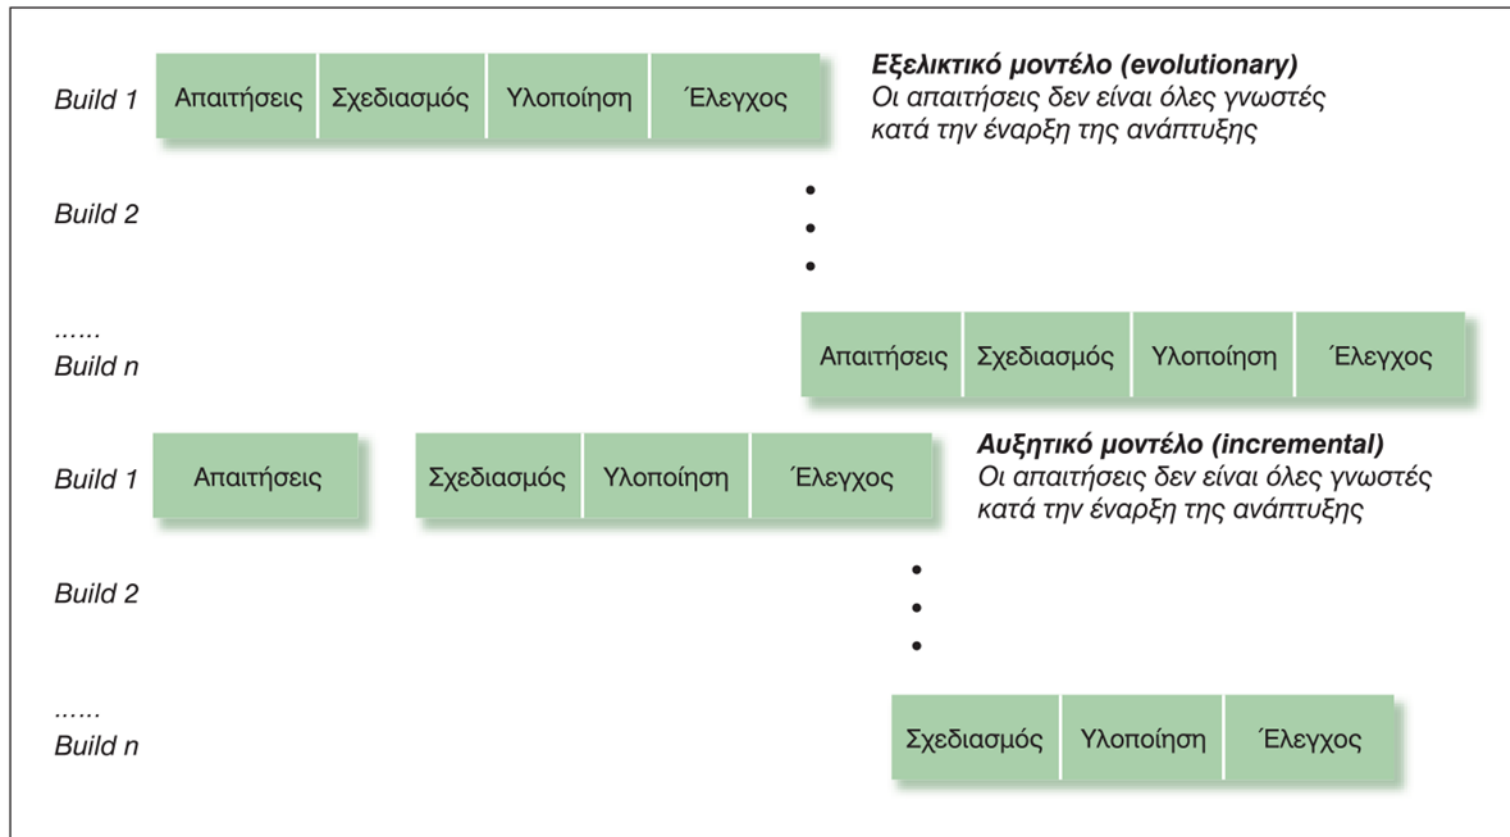 Build 1
Απαιτήσεις Σχεδιασμός Υλοποίηση Έλεγχος
Εξελικτικό μοντέλο (evolutionary)
Οι απαιτήσεις δεν είναι όλες γνωστές
κατά την έναρξη της ανάπτυξης
Build 2
......
Build n
Απαιτήσεις Σχεδιασμός Υλοποίηση Έλεγχος
Build 1
Απαιτήσεις Σχεδιασμός Υλοποίηση Έλεγχος
Αυξητικό μοντέλο (incremental)
Οι απαιτήσεις δεν είναι όλες γνωστές
κατά την έναρξη της ανάπτυξης
Build 2
......
Build n
Σχεδιασμός Υλοποίηση Έλεγχος